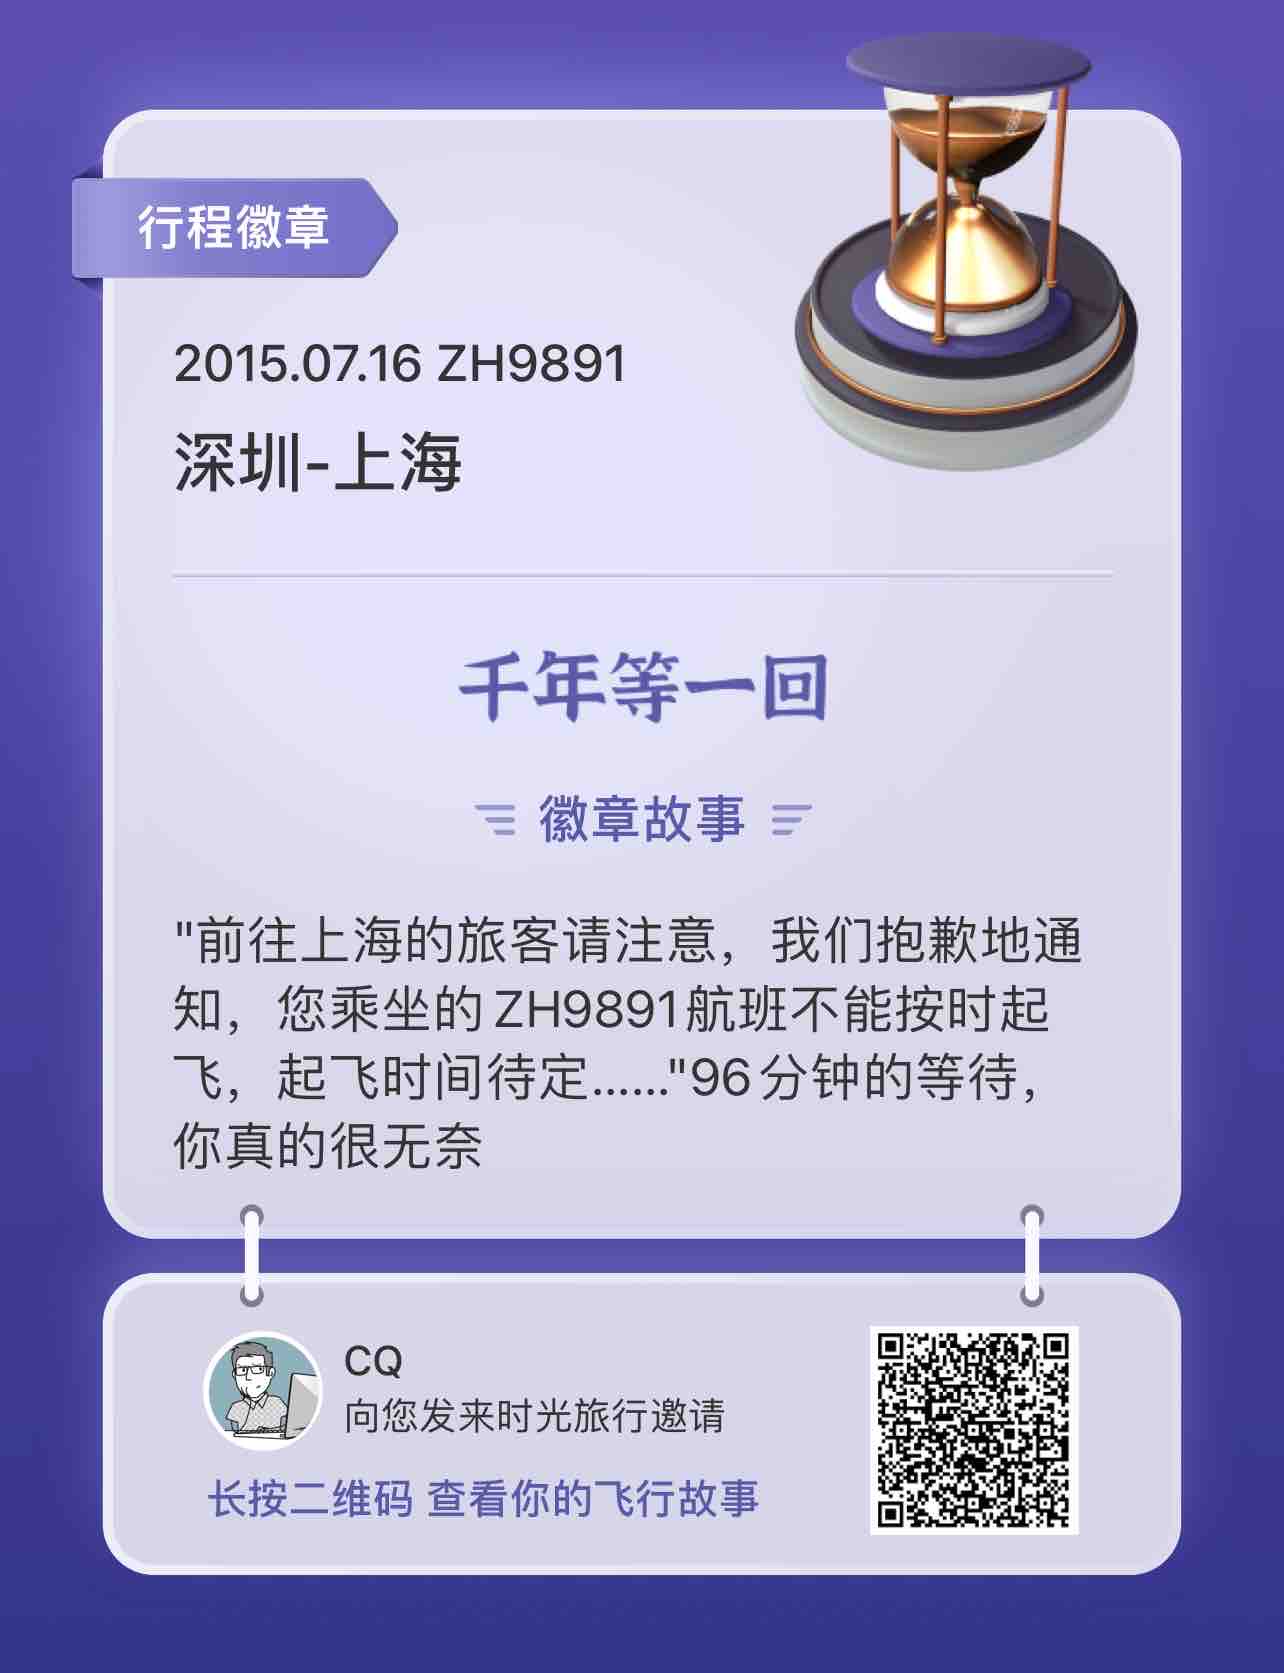 行程徽章
2015.07.16 ZH9891
深圳-上海
千年等一回
徽章故事
"前往上海的旅客请注意，我们抱歉地通
知，您乘坐的ZH9891航班不能按时起
飞，起飞时间待定……"96分钟的等待，
你真的很无奈
CQ
向您发来时光旅行邀请
长按二维码 查看你的飞行故事